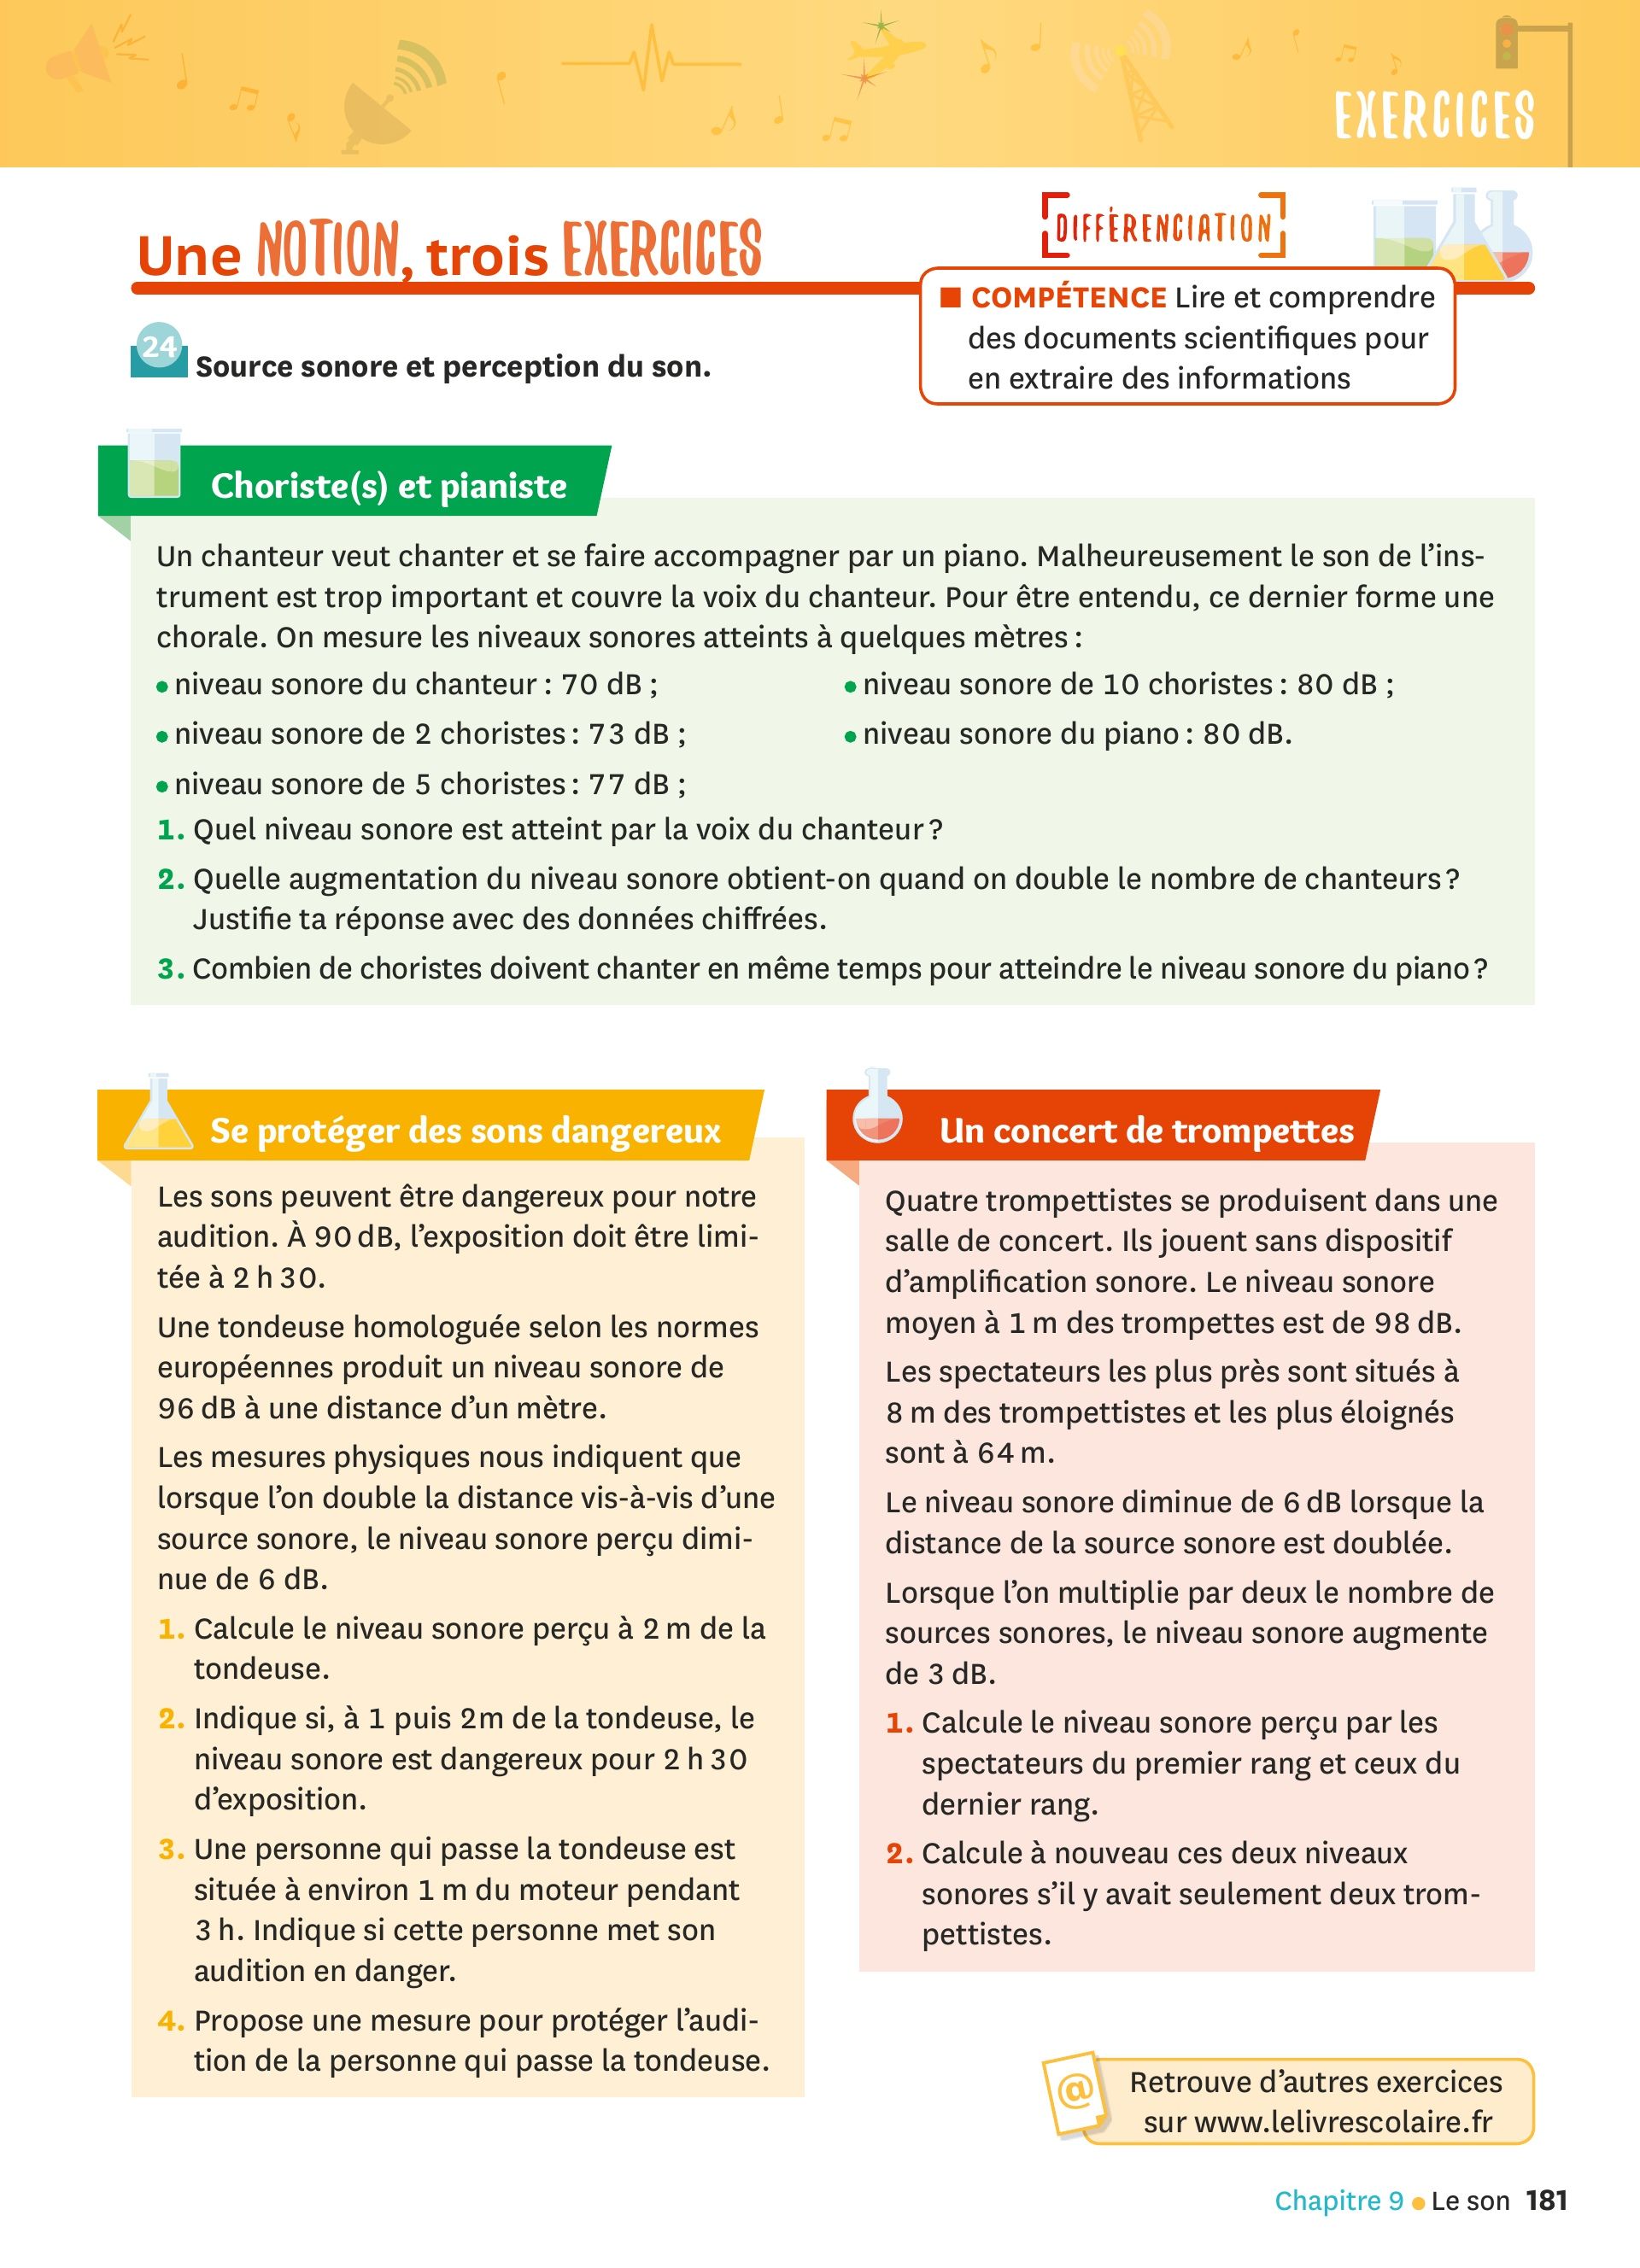 EXERCICES
Une NOTION, trois EXERCICES
DIFFÉRENCIATION
■ COMPÉTENCE Lire et comprendre
des documents scientifiques pour
en extraire des informations
24
Source sonore et perception du son.
Choriste(s) et pianiste
Un chanteur veut chanter et se faire accompagner par un piano. Malheureusement le son de l’ins-
trument est trop important et couvre la voix du chanteur. Pour être entendu, ce dernier forme une
chorale. On mesure les niveaux sonores atteints à quelques mètres :
• niveau sonore du chanteur : 70 dB ;
• niveau sonore de 2 choristes : 73 dB ;
• niveau sonore de 5 choristes : 77 dB ;
• niveau sonore de 10 choristes : 80 dB ;
• niveau sonore du piano : 80 dB.
1. Quel niveau sonore est atteint par la voix du chanteur ?
2. Quelle augmentation du niveau sonore obtient-on quand on double le nombre de chanteurs ?
Justifie ta réponse avec des données chiffrées.
3. Combien de choristes doivent chanter en même temps pour atteindre le niveau sonore du piano ?
Se protéger des sons dangereux
Les sons peuvent être dangereux pour notre
audition. À 90 dB, l’exposition doit être limi-
tée à 2 h 30.
Une tondeuse homologuée selon les normes
européennes produit un niveau sonore de
96 dB à une distance d’un mètre.
Les mesures physiques nous indiquent que
lorsque l’on double la distance vis-à-vis d’une
source sonore, le niveau sonore perçu dimi-
nue de 6 dB.
1. Calcule le niveau sonore perçu à 2 m de la
tondeuse.
2. Indique si, à 1 puis 2m de la tondeuse, le
niveau sonore est dangereux pour 2 h 30
d’exposition.
3. Une personne qui passe la tondeuse est
située à environ 1 m du moteur pendant
3 h. Indique si cette personne met son
audition en danger.
4. Propose une mesure pour protéger l’audi-
tion de la personne qui passe la tondeuse.
Un concert de trompettes
Quatre trompettistes se produisent dans une
salle de concert. Ils jouent sans dispositif
d’amplification sonore. Le niveau sonore
moyen à 1 m des trompettes est de 98 dB.
Les spectateurs les plus près sont situés à
8 m des trompettistes et les plus éloignés
sont à 64 m.
Le niveau sonore diminue de 6 dB lorsque la
distance de la source sonore est doublée.
Lorsque l’on multiplie par deux le nombre de
sources sonores, le niveau sonore augmente
de 3 dB.
1. Calcule le niveau sonore perçu par les
spectateurs du premier rang et ceux du
dernier rang.
2. Calcule à nouveau ces deux niveaux
sonores s’il y avait seulement deux trom-
pettistes.
@
Retrouve d’autres exercices
sur www.lelivrescolaire.fr
Chapitre 9 • Le son 181